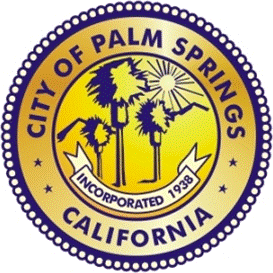 CITY OF PALM SPRINGS
INCORPORATED 1938
CALIFORNIA